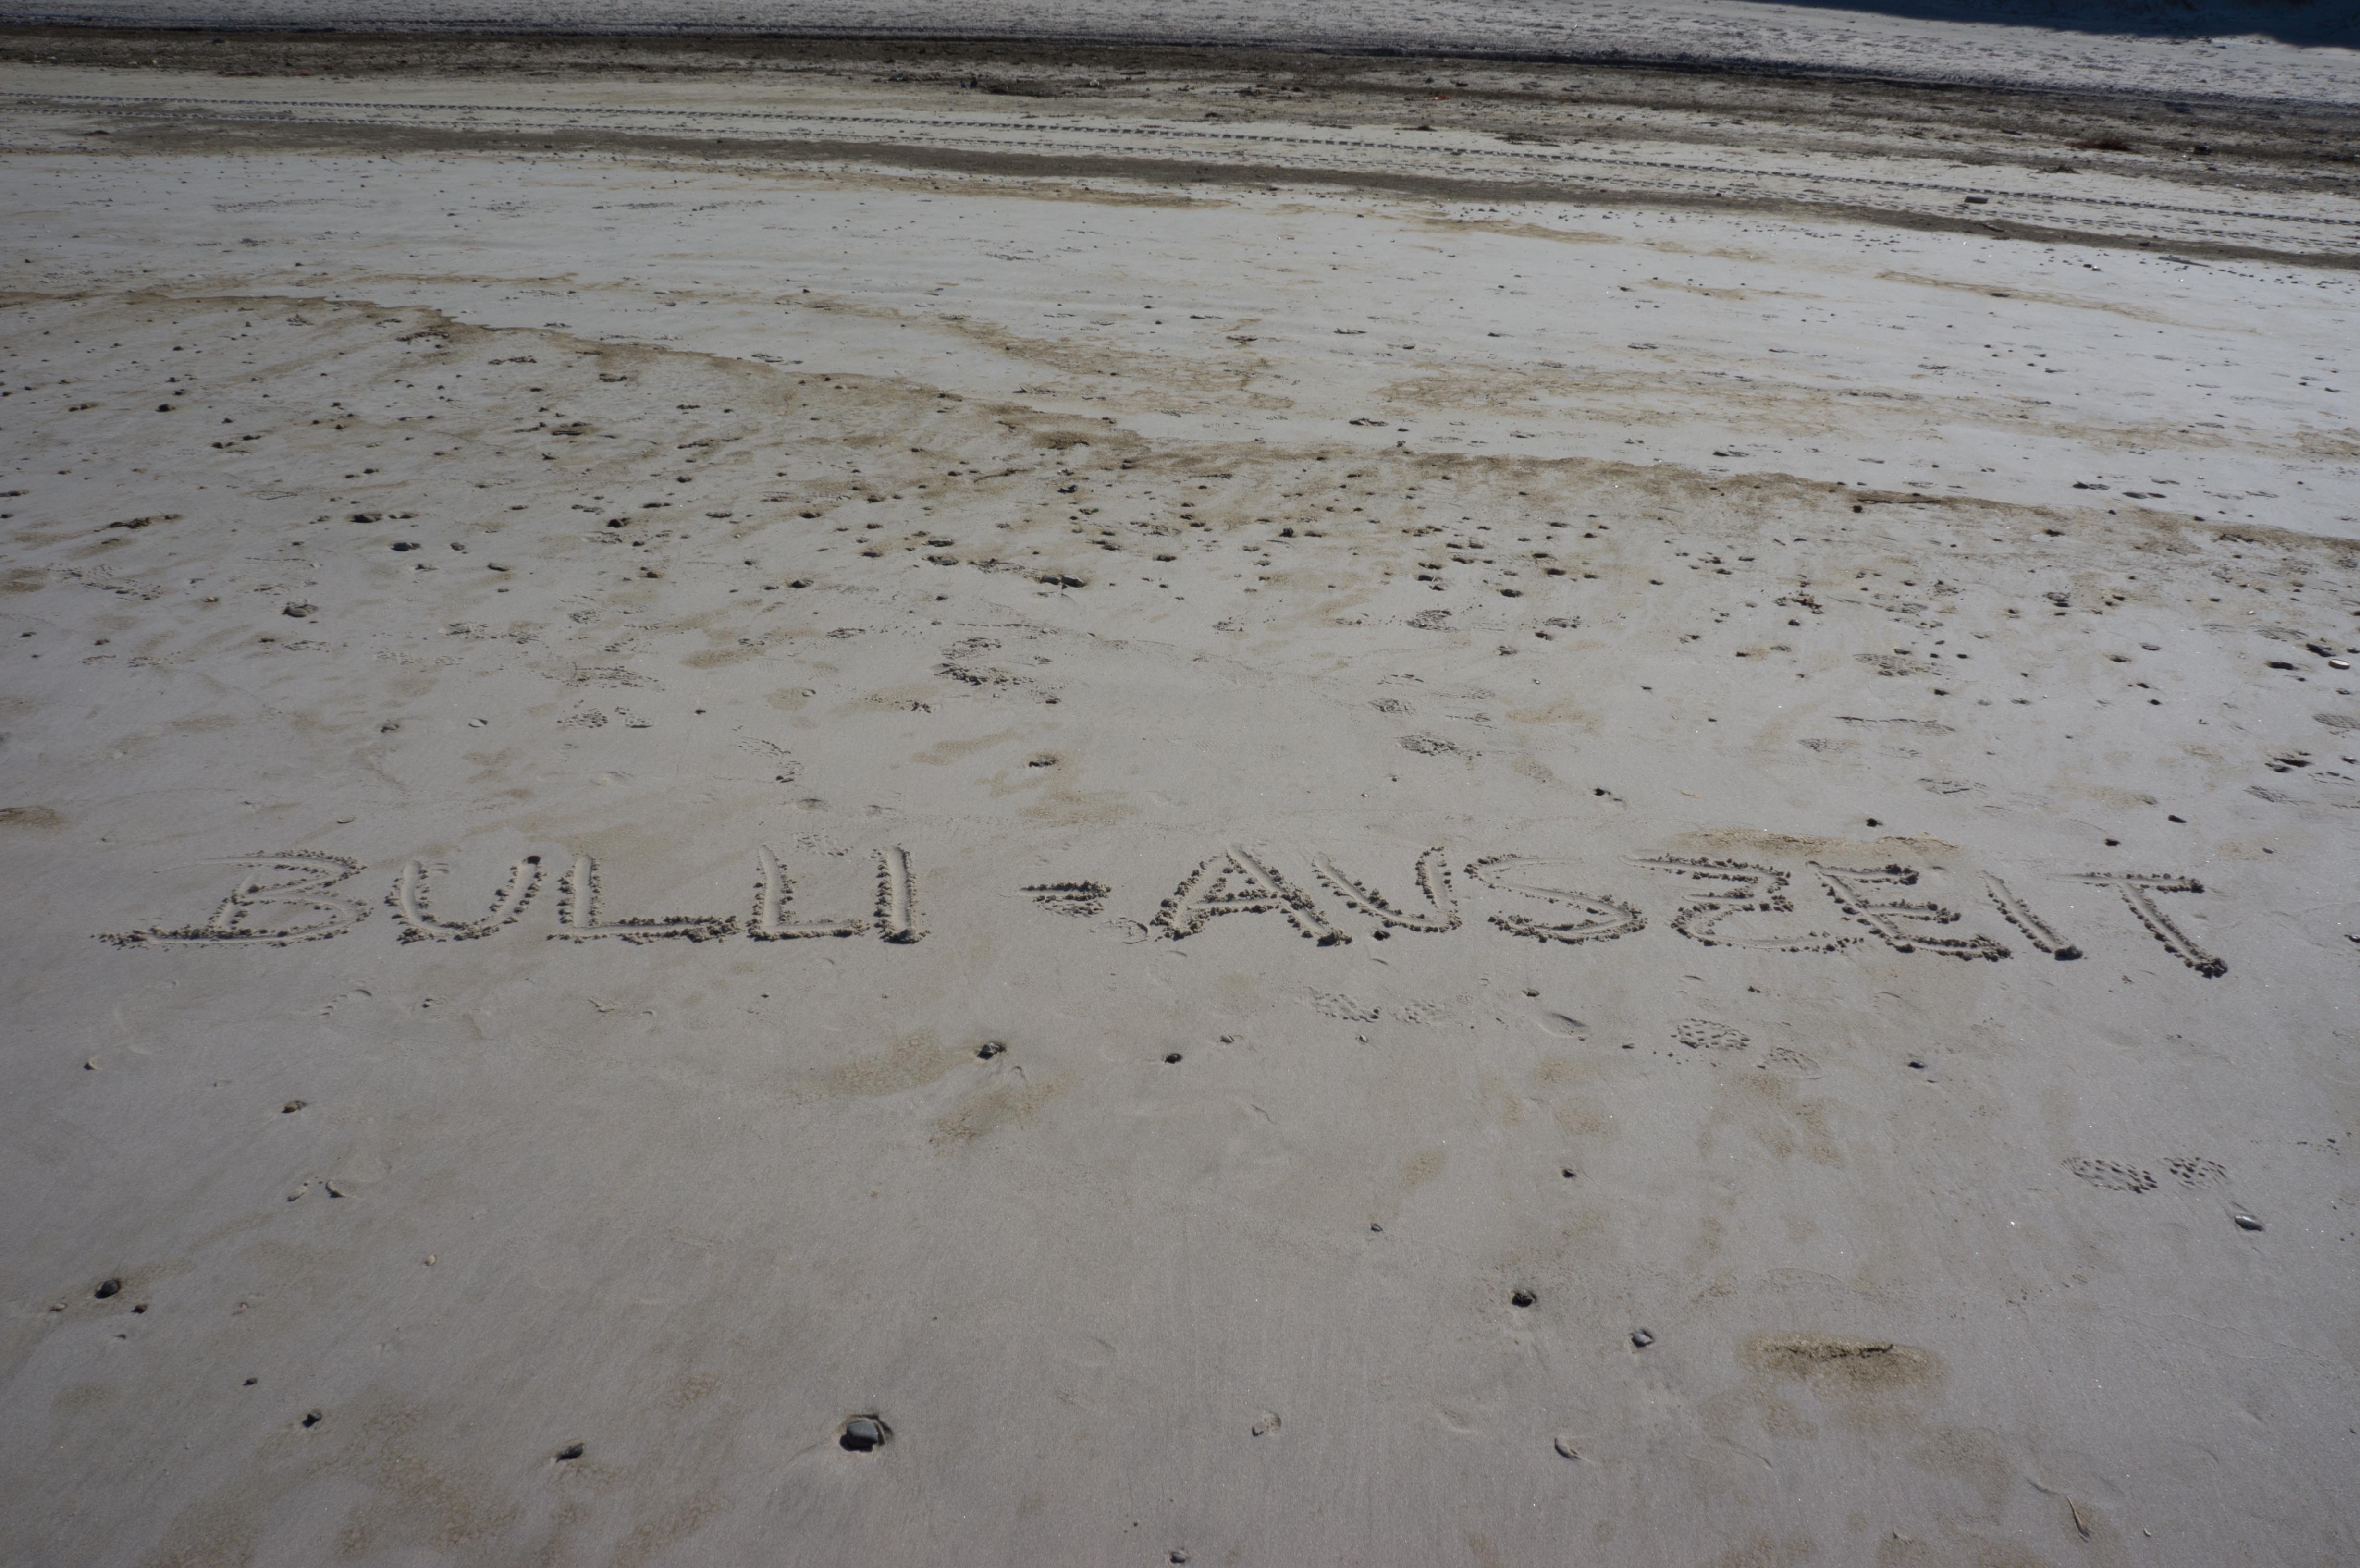 BULLI - AUSZEIT